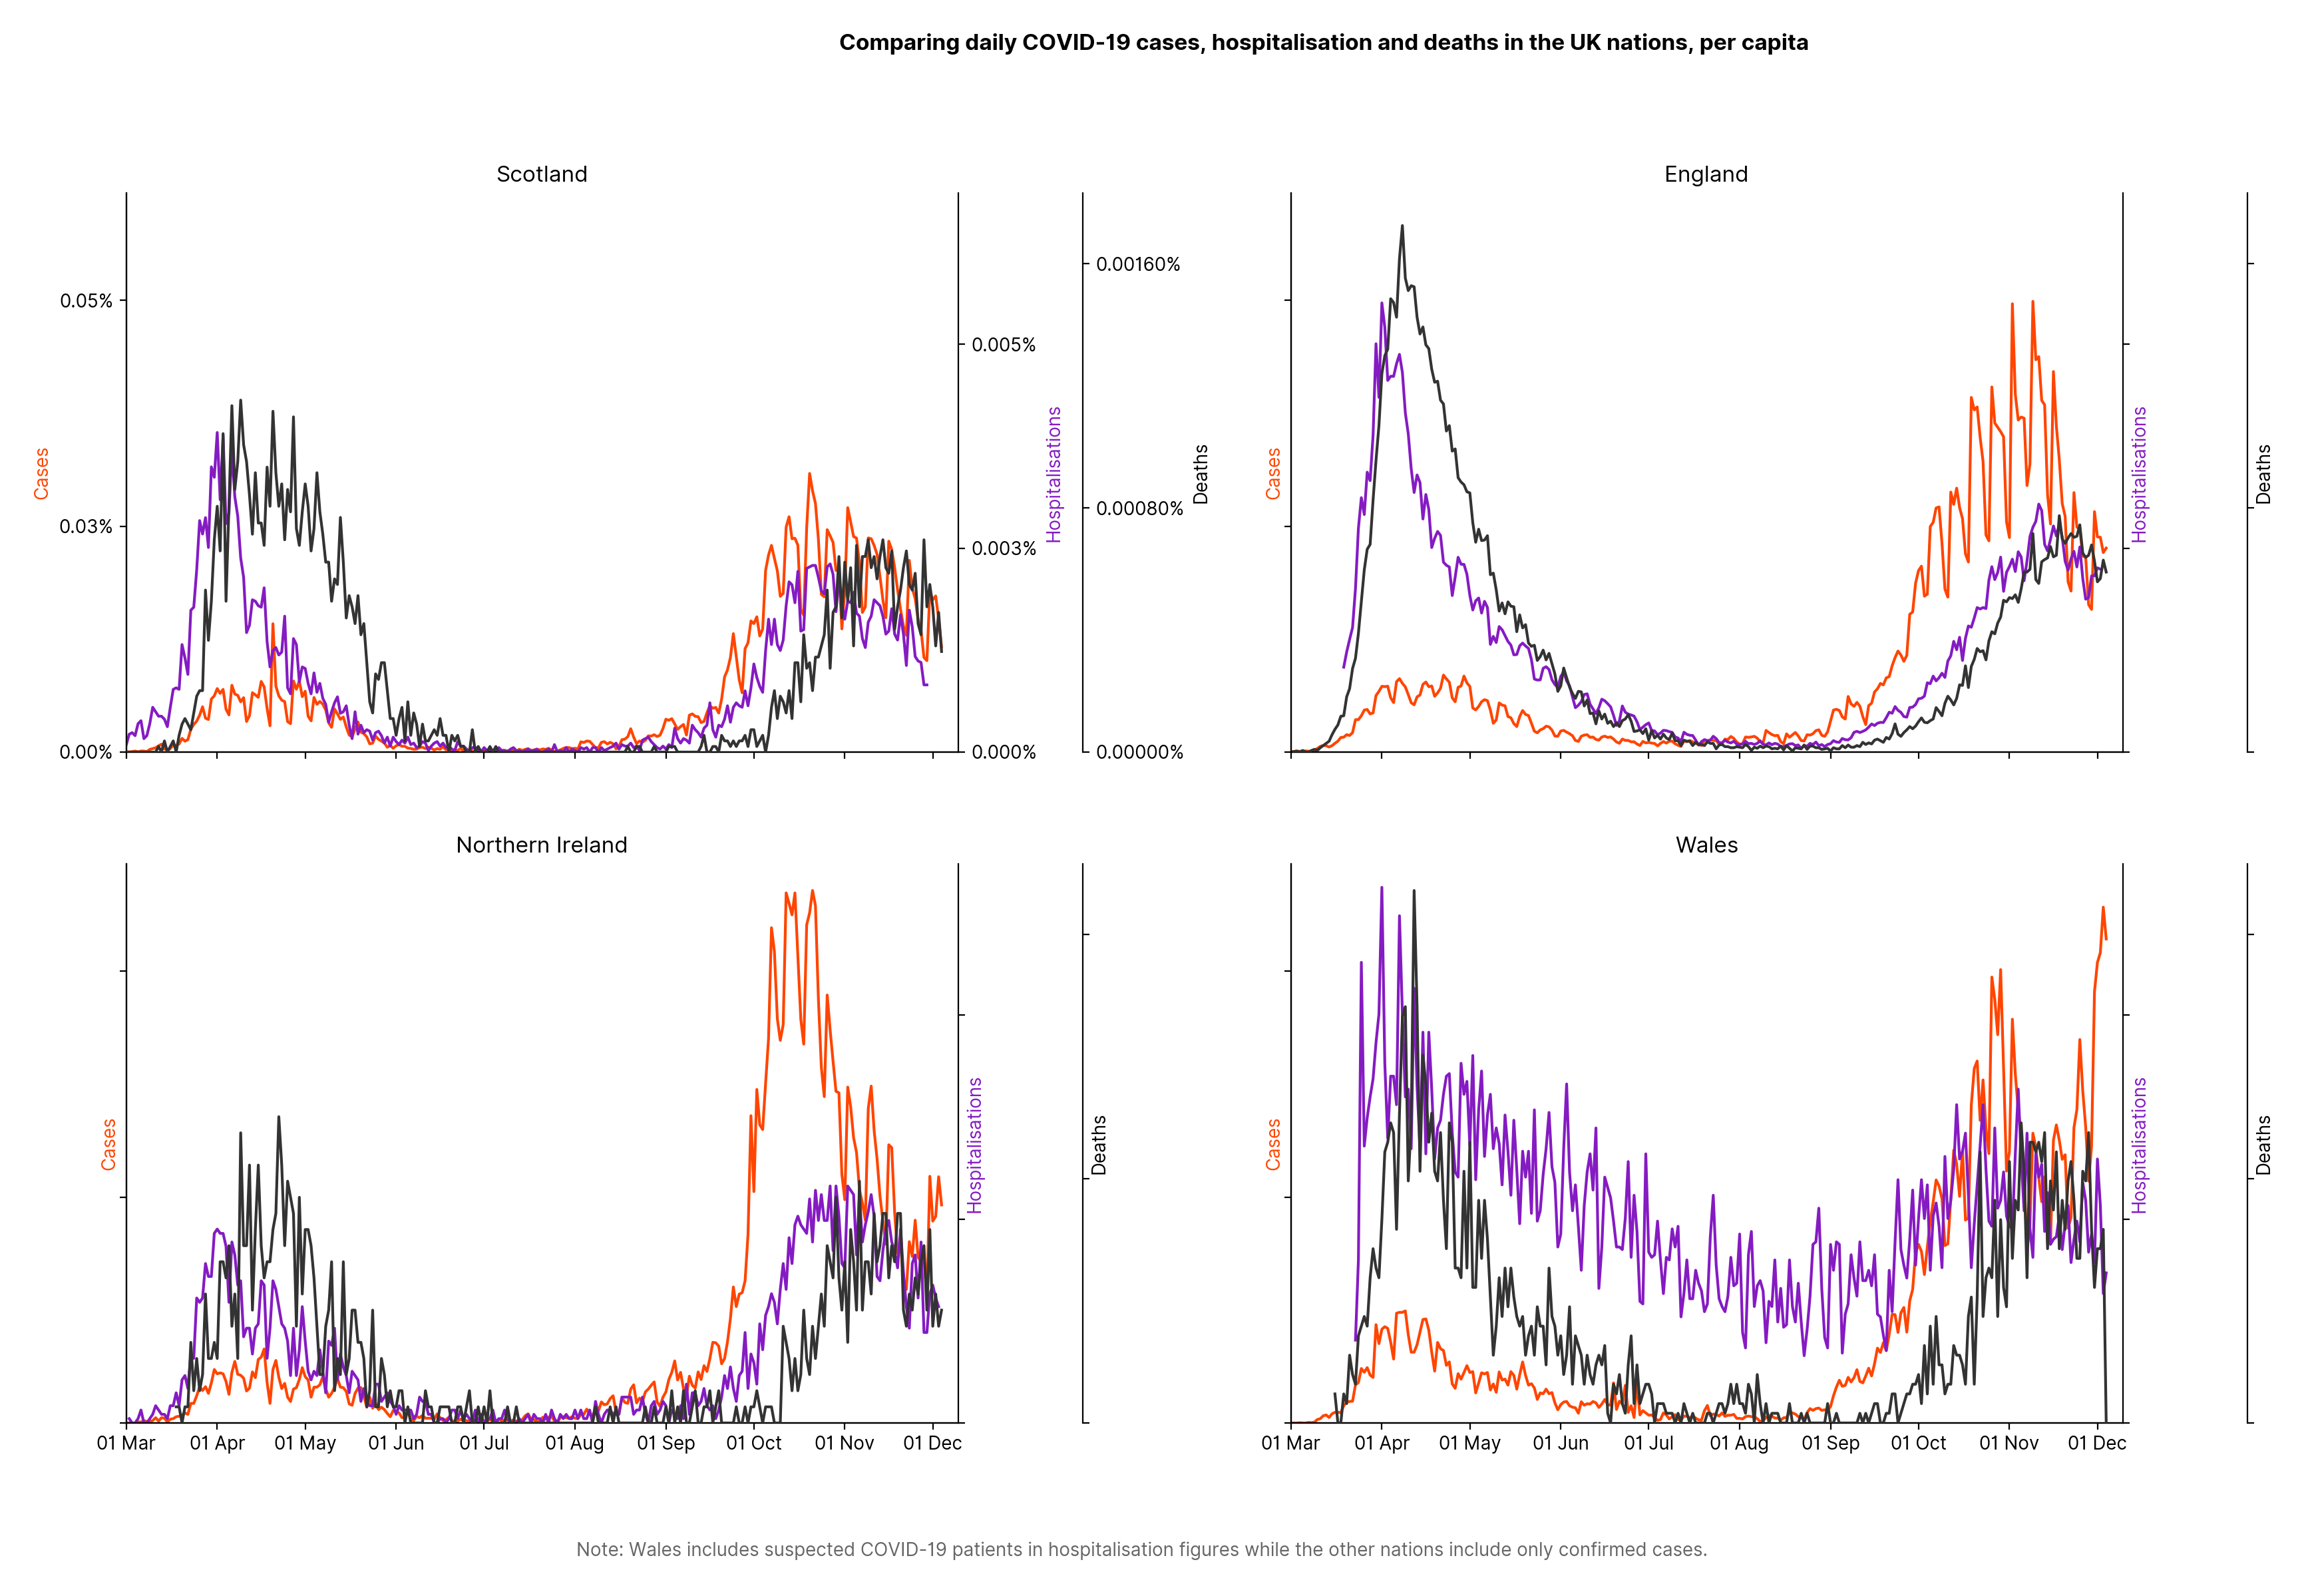 Comparing daily COVID-19 cases, hospitalisation and deaths in the UK nations, per capita
Scotland
0.05%
0.03%
0.00%
Cases
0.005%
0.003%
0.000%
Hospitalisations
0.00160%
0.00080%
0.00000%
Deaths
England
Cases
Hospitalisations
Deaths
Northern Ireland
Cases
Hospitalisations
Deaths
01 Mar 01 Apr 01 May 01 Jun 01 Jul 01 Aug 01 Sep 01 Oct 01 Nov 01 Dec
Wales
Cases
Hospitalisations
Deaths
01 Mar 01 Apr 01 May 01 Jun 01 Jul 01 Aug 01 Sep 01 Oct 01 Nov 01 Dec
Note: Wales includes suspected COVID-19 patients in hospitalisation figures while the other nations include only confirmed cases.